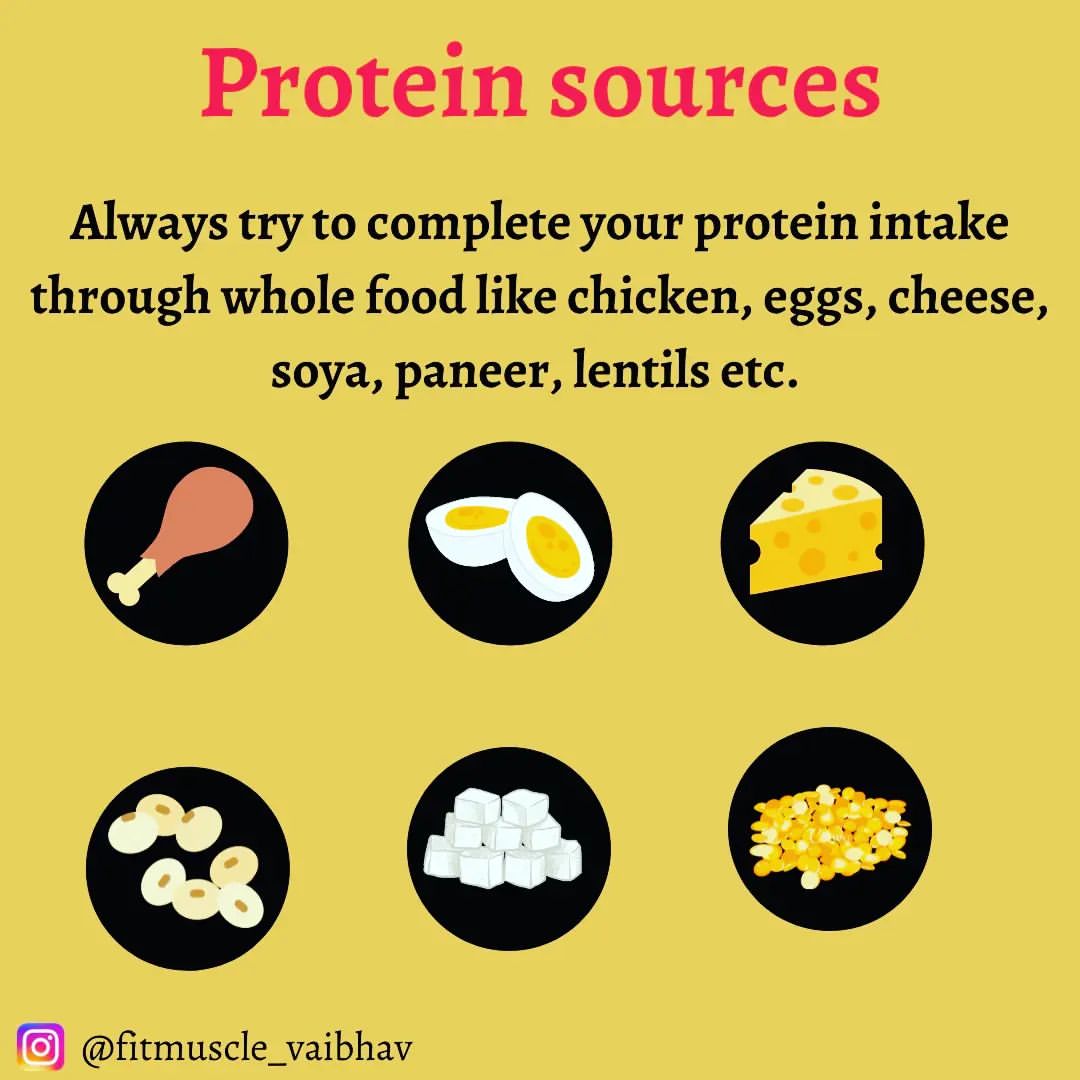 Protein sources
Always try to complete your protein intake
through whole food like chicken, eggs, cheese,
soya, paneer, lentils etc.
@fitmuscle_vaibhav